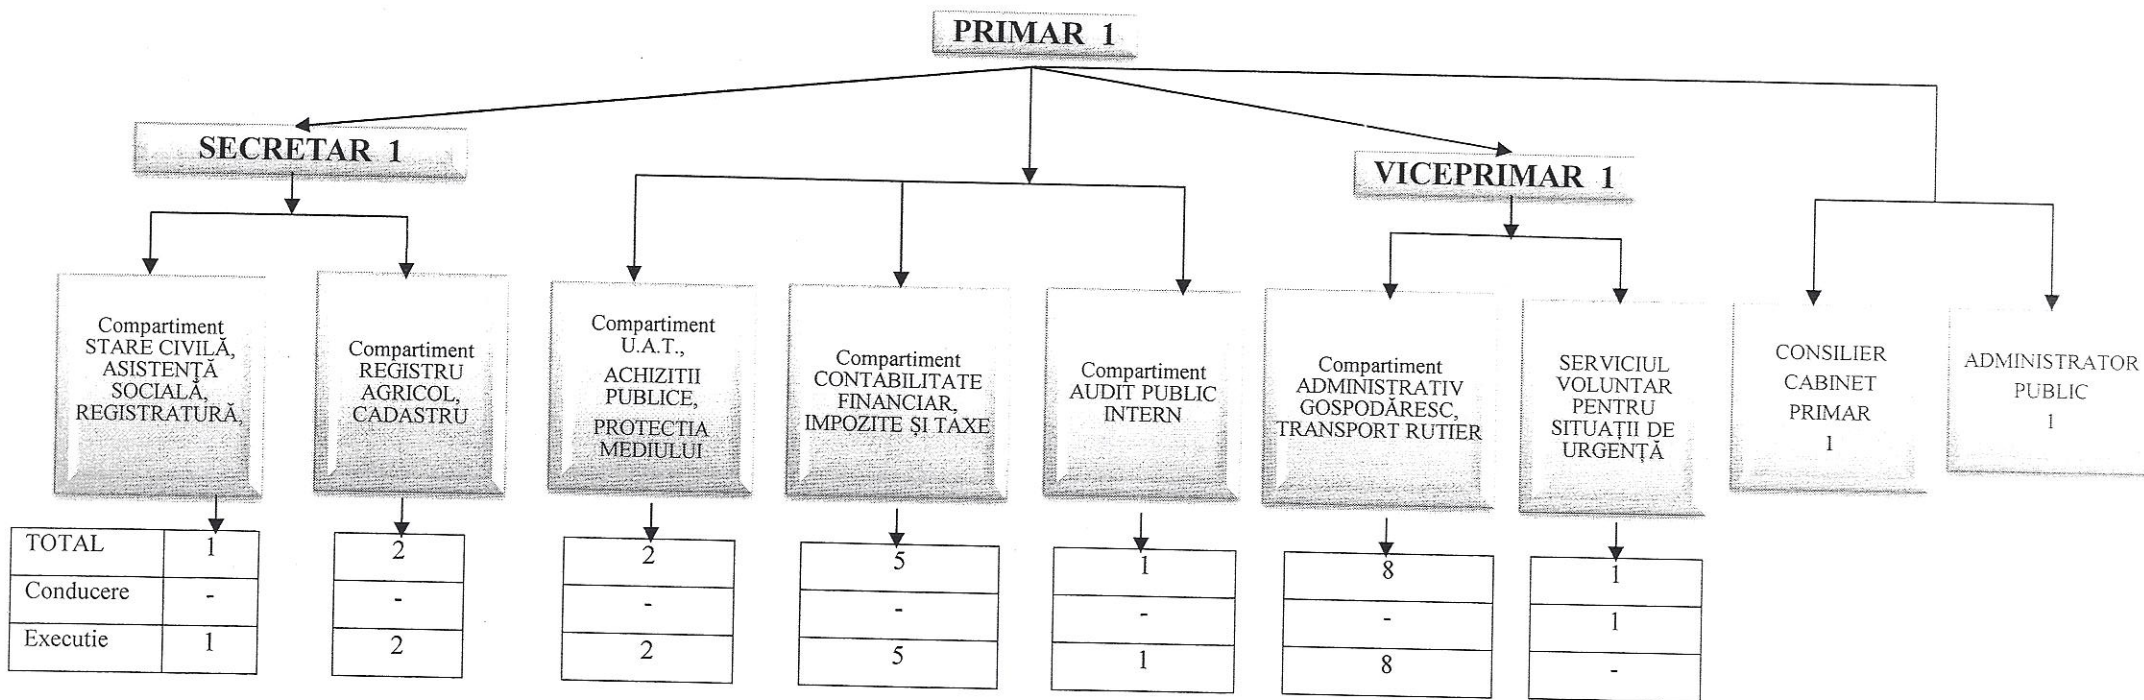 PRIMAR 1
SECRETAR 1
VICEPRIMAR 1
Compartiment
STARE CIVILĂ,
ASISTENȚĂ
SOCIALĂ,
REGISTRATURĂ,
Compartiment
REGISTRU
AGRICOL,
CADASTRU
Compartiment
U.A.T.,
ACHIZITII
PUBLICE,
PROTECTIA
MEDIULUI
Compartiment
CONTABILITATE
FINANCIAR,
IMPOZITE ȘI TAXE
Compartiment
AUDIT PUBLIC
INTERN
Compartiment
ADMINISTRATIV
GOSPODĂRESC,
TRANSPORT RUTIER
SERVICIUL
VOLUNTAR
PENTRU
SITUAȚII DE
URGENȚĂ
CONSILIER
CABINET
PRIMAR
1
ADMINISTRATOR
PUBLIC
1
TOTAL 1 2 2 5 1 8 1
Conducere - - - - - - 1
Executie 1 2 2 5 1 8 -